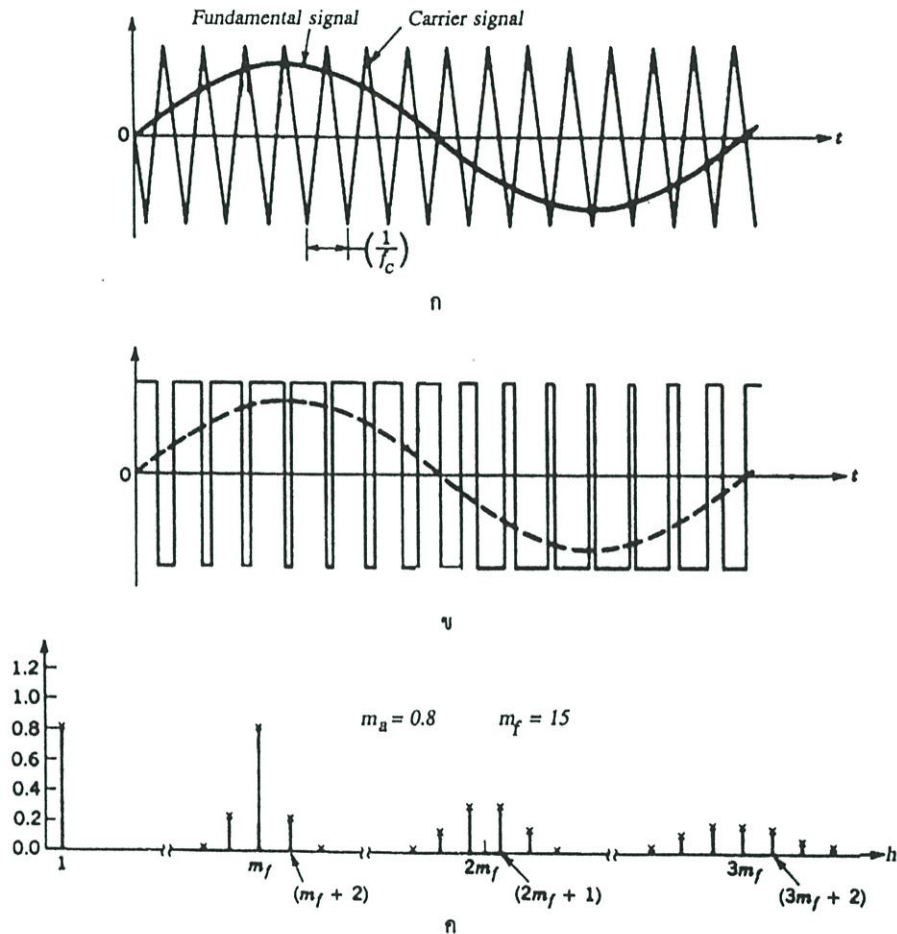 Fundamental signal
Carrier signal
0
t
(1/f_c)
ก
0
t
ข
1.2
1.0
0.8
0.6
0.4
0.2
0.0
m_a = 0.8 m_f = 15
1 m_f 2m_f 3m_f h
(m_f + 2) (2m_f + 1) (3m_f + 2)
ค